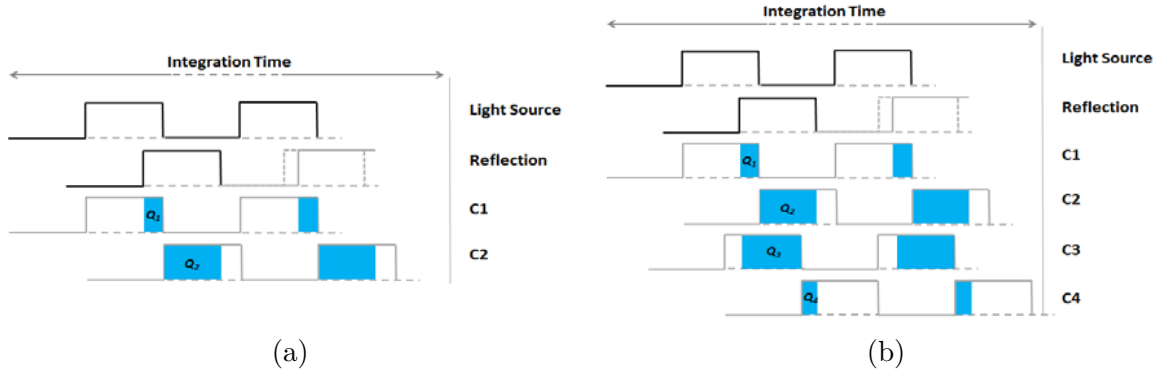 Integration Time
Light Source
Reflection
C1
Q1
C2
Q2
(a)
Integration Time
Light Source
Reflection
C1
Q1
C2
Q2
C3
Q3
C4
Q4
(b)